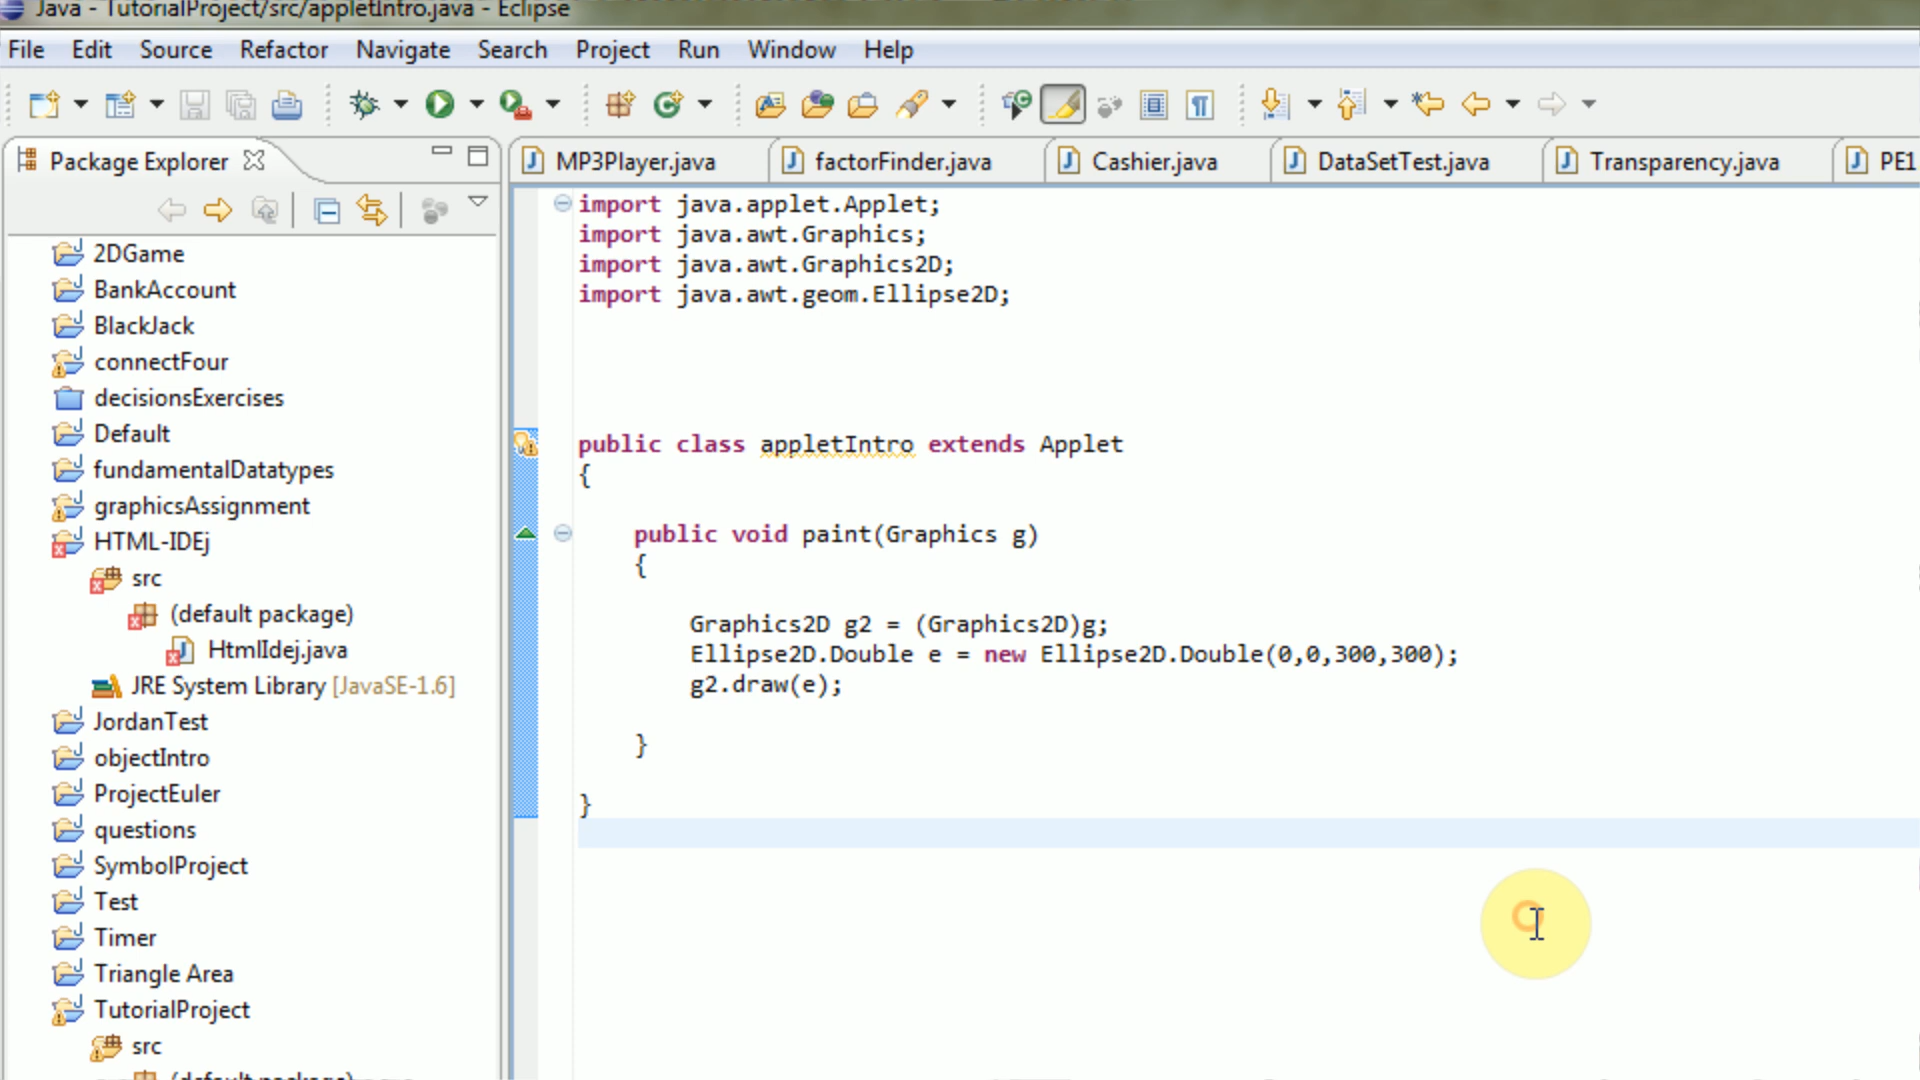 Java - TutorialProject/src/appletIntro.java - Eclipse
File Edit Source Refactor Navigate Search Project Run Window Help
Package Explorer
MP3Player.java factorFinder.java Cashier.java DataSetTest.java Transparency.java PE1
2DGame
BankAccount
BlackJack
connectFour
decisionsExercises
Default
fundamentalDatatypes
graphicsAssignment
HTML-IDEj
src
(default package)
HtmlIdej.java
JRE System Library [JavaSE-1.6]
JordanTest
objectIntro
ProjectEuler
questions
SymbolProject
Test
Timer
Triangle Area
TutorialProject
src
(default package)
import java.applet.Applet;
import java.awt.Graphics;
import java.awt.Graphics2D;
import java.awt.geom.Ellipse2D;
public class appletIntro extends Applet
{
public void paint(Graphics g)
{
Graphics2D g2 = (Graphics2D)g;
Ellipse2D.Double e = new Ellipse2D.Double(0,0,300,300);
g2.draw(e);
}
}